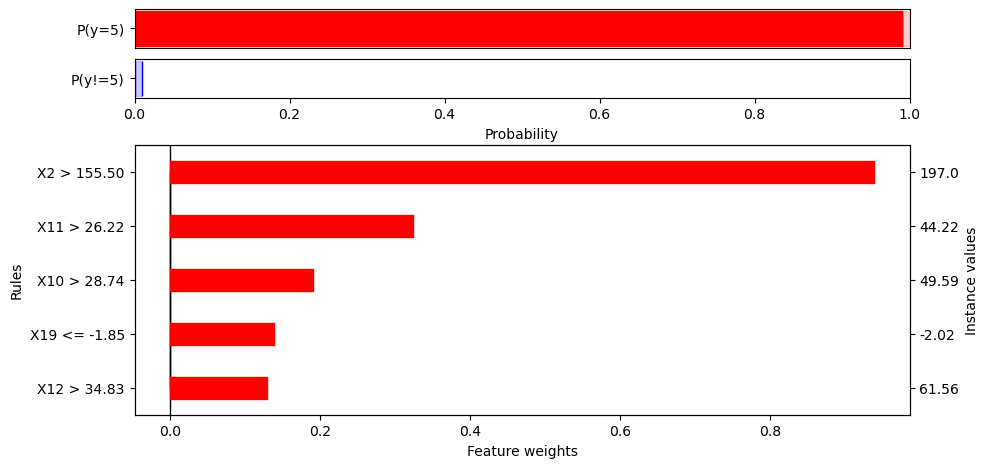 P(y=5)
P(y!=5)
0.0 0.2 0.4 0.6 0.8 1.0
Probability
X2 > 155.50 197.0
X11 > 26.22 44.22
X10 > 28.74 49.59
X19 <= -1.85 -2.02
X12 > 34.83 61.56
Rules
Instance values
0.0 0.2 0.4 0.6 0.8
Feature weights